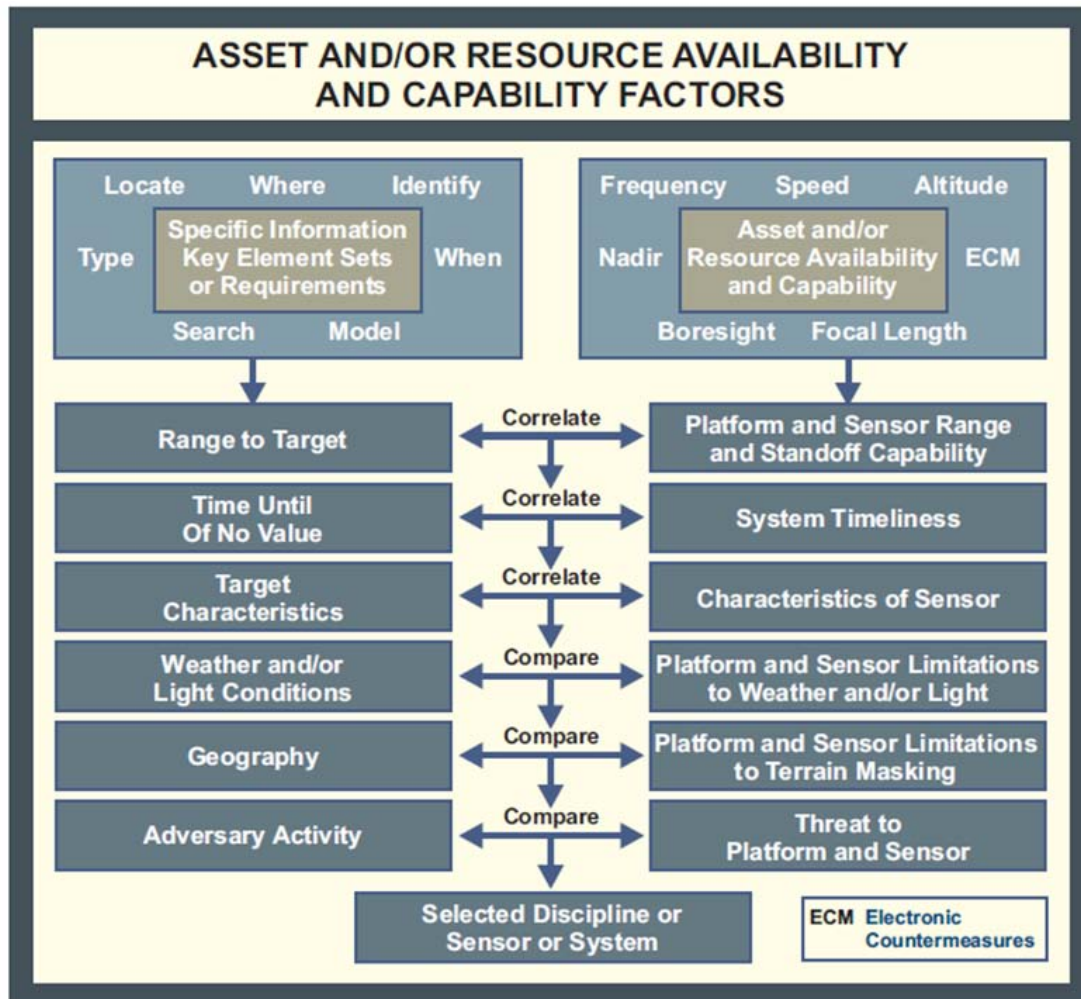 ASSET AND/OR RESOURCE AVAILABILITY
AND CAPABILITY FACTORS
Locate Where Identify
Type
Specific Information
Key Element Sets
or Requirements
When
Search Model
Frequency Speed Altitude
Nadir
Asset and/or
Resource Availability
and Capability
ECM
Boresight Focal Length
Range to Target
Correlate
Platform and Sensor Range
and Standoff Capability
Time Until
Of No Value
Correlate
System Timeliness
Target
Characteristics
Correlate
Characteristics of Sensor
Weather and/or
Light Conditions
Compare
Platform and Sensor Limitations
to Weather and/or Light
Geography
Compare
Platform and Sensor Limitations
to Terrain Masking
Adversary Activity
Compare
Threat to
Platform and Sensor
Selected Discipline or
Sensor or System
ECM Electronic
Countermeasures